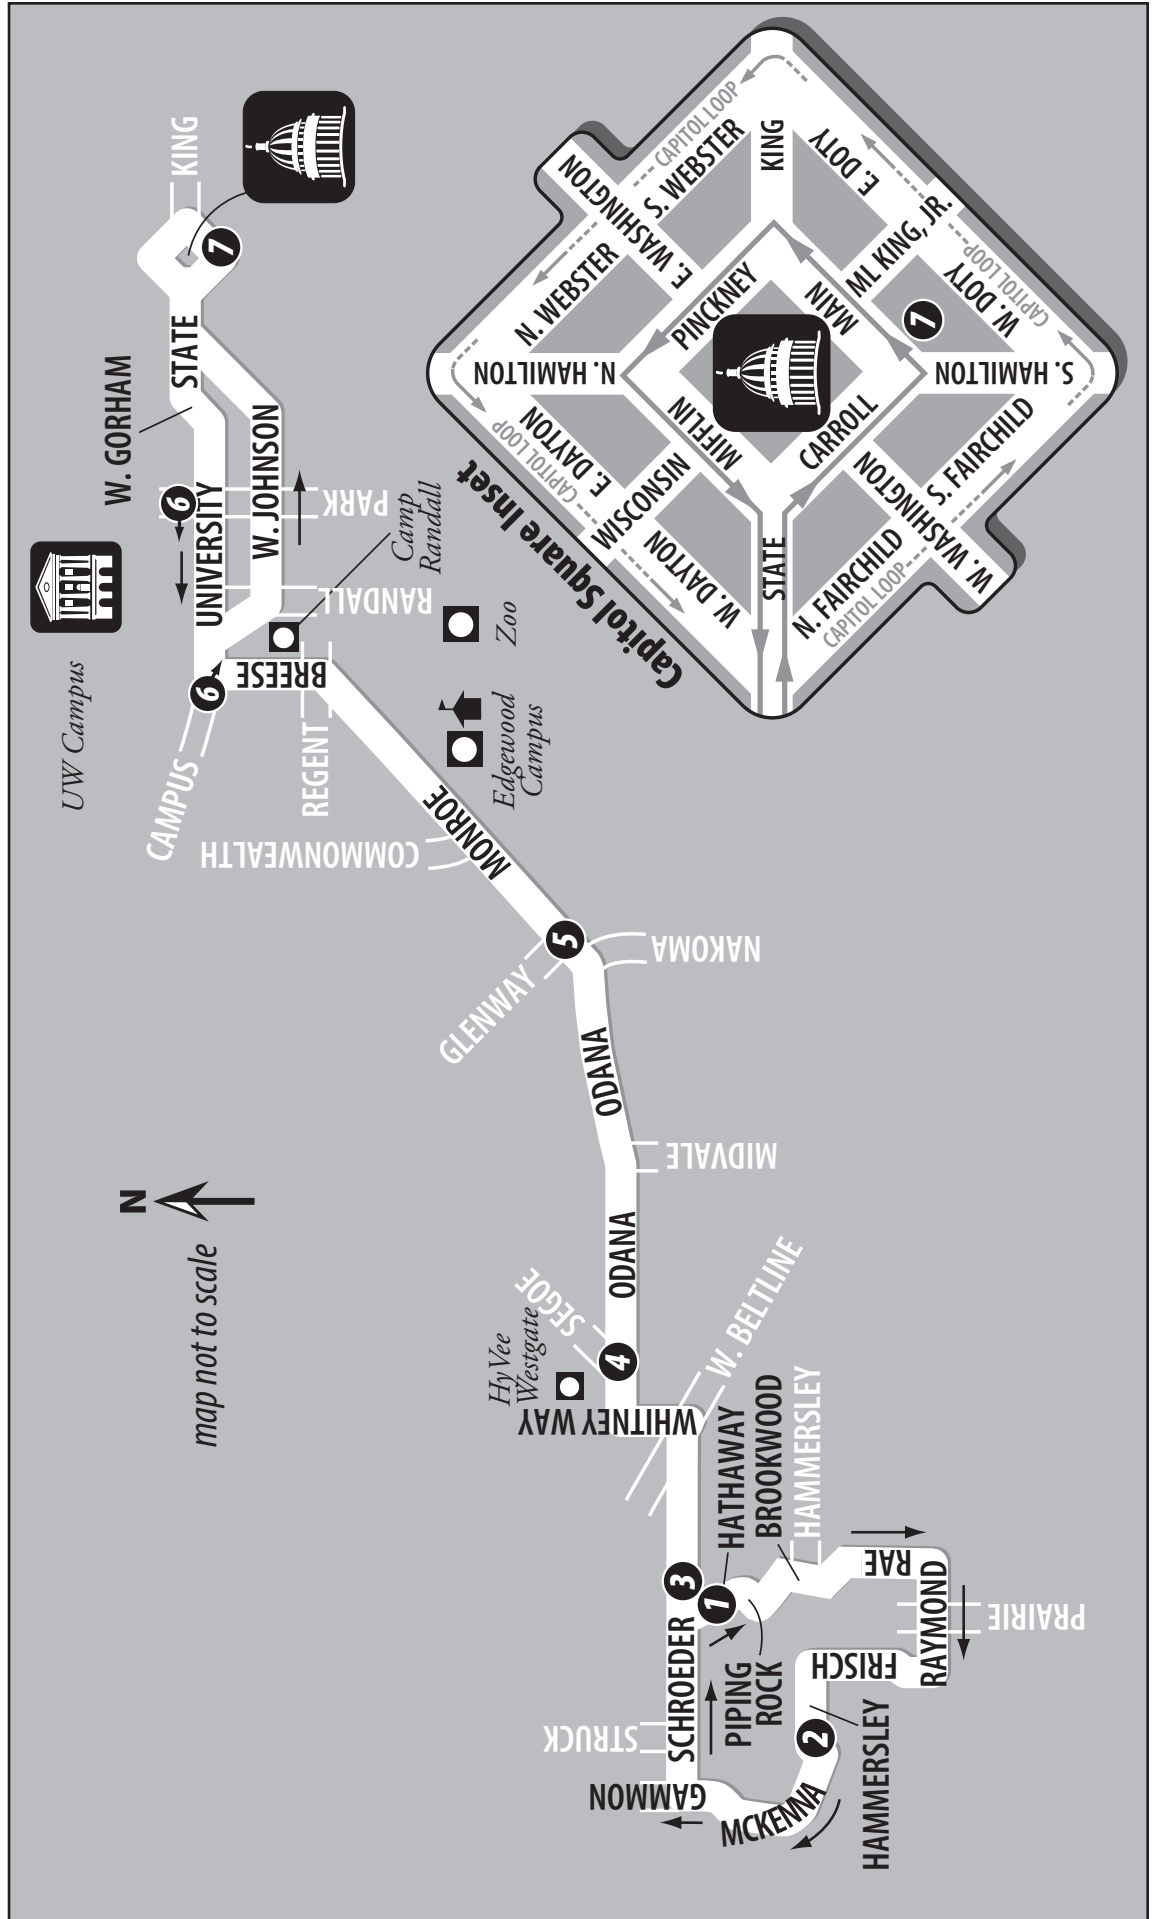 KING
7
STATE
W. GORHAM
W. JOHNSON
UNIVERSITY
PARK
6
RANDALL
Camp
Randall
UW Campus
6
CAMPUS
BREESE
REGENT
Zoo
Edgewood
Campus
MONROE
COMMONWEALTH
5
GLENWAY
NAKOMA
ODANA
MIDVALE
ODANA
N
map not to scale
SEGOE
4
HyVee
Westgate
WHITNEY WAY
W. BELTLINE
3
1
HATHAWAY
BROOKWOOD
HAMMERSLEY
RAE
RAYMOND
PRAIRIE
FRISCH
HAMMERSLEY
2
MCKENNA
GAMMON
SCHROEDER
STRUCK
PIPING
ROCK
Capitol Square Inset
CAPITOL LOOP
S. WEBSTER
KING
E. DOTY
E. WASHINGTON
N. WEBSTER
PINCKNEY
MAIN
ML KING, JR.
W. DOTY
CAPITOL LOOP
7
N. HAMILTON
S. HAMILTON
E. DAYTON
CAPITOL LOOP
MIFFLIN
CARROLL
WISCONSIN
W. DAYTON
STATE
S. FAIRCHILD
W. WASHINGTON
N. FAIRCHILD
CAPITOL LOOP